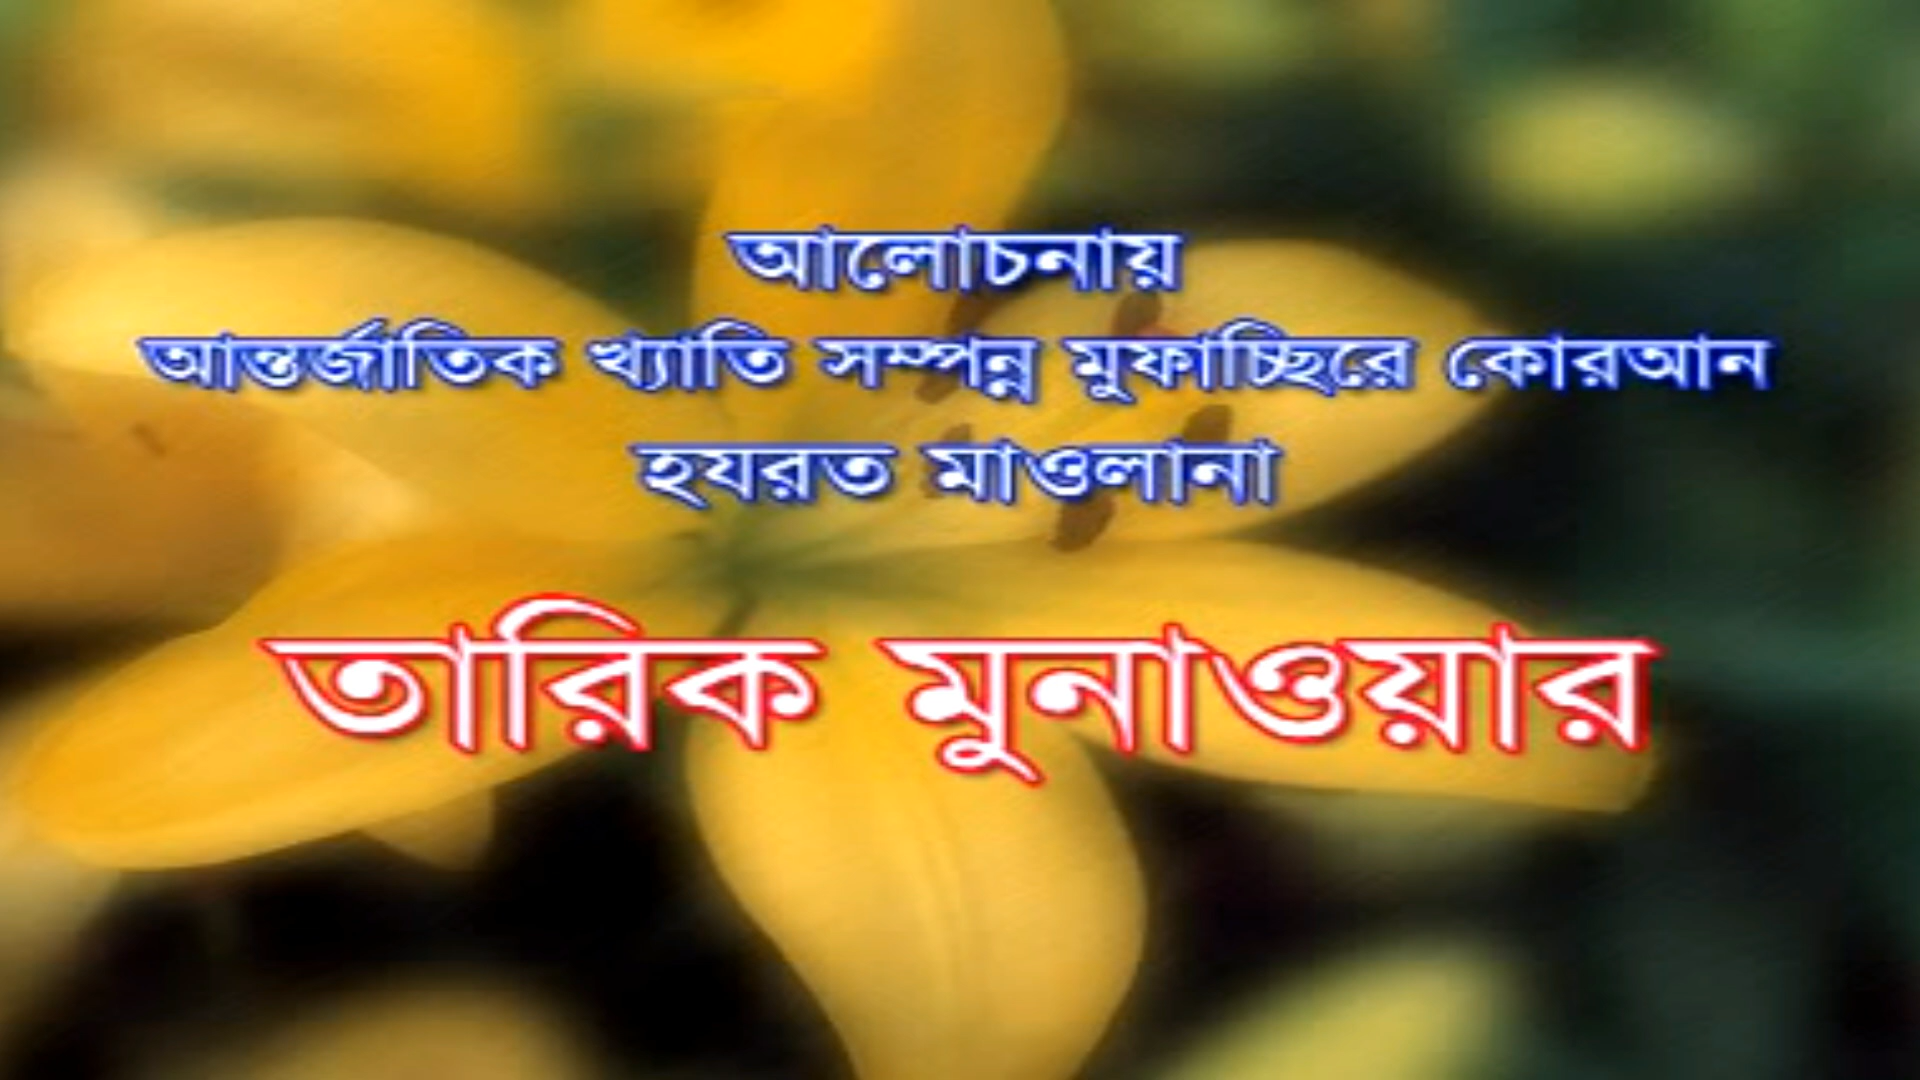 আলোচনায়
আন্তর্জাতিক খ্যাতি সম্পন্ন মুফাচ্ছিরে কোরআন
হযরত মাওলানা
তারিক মুনাওয়ার